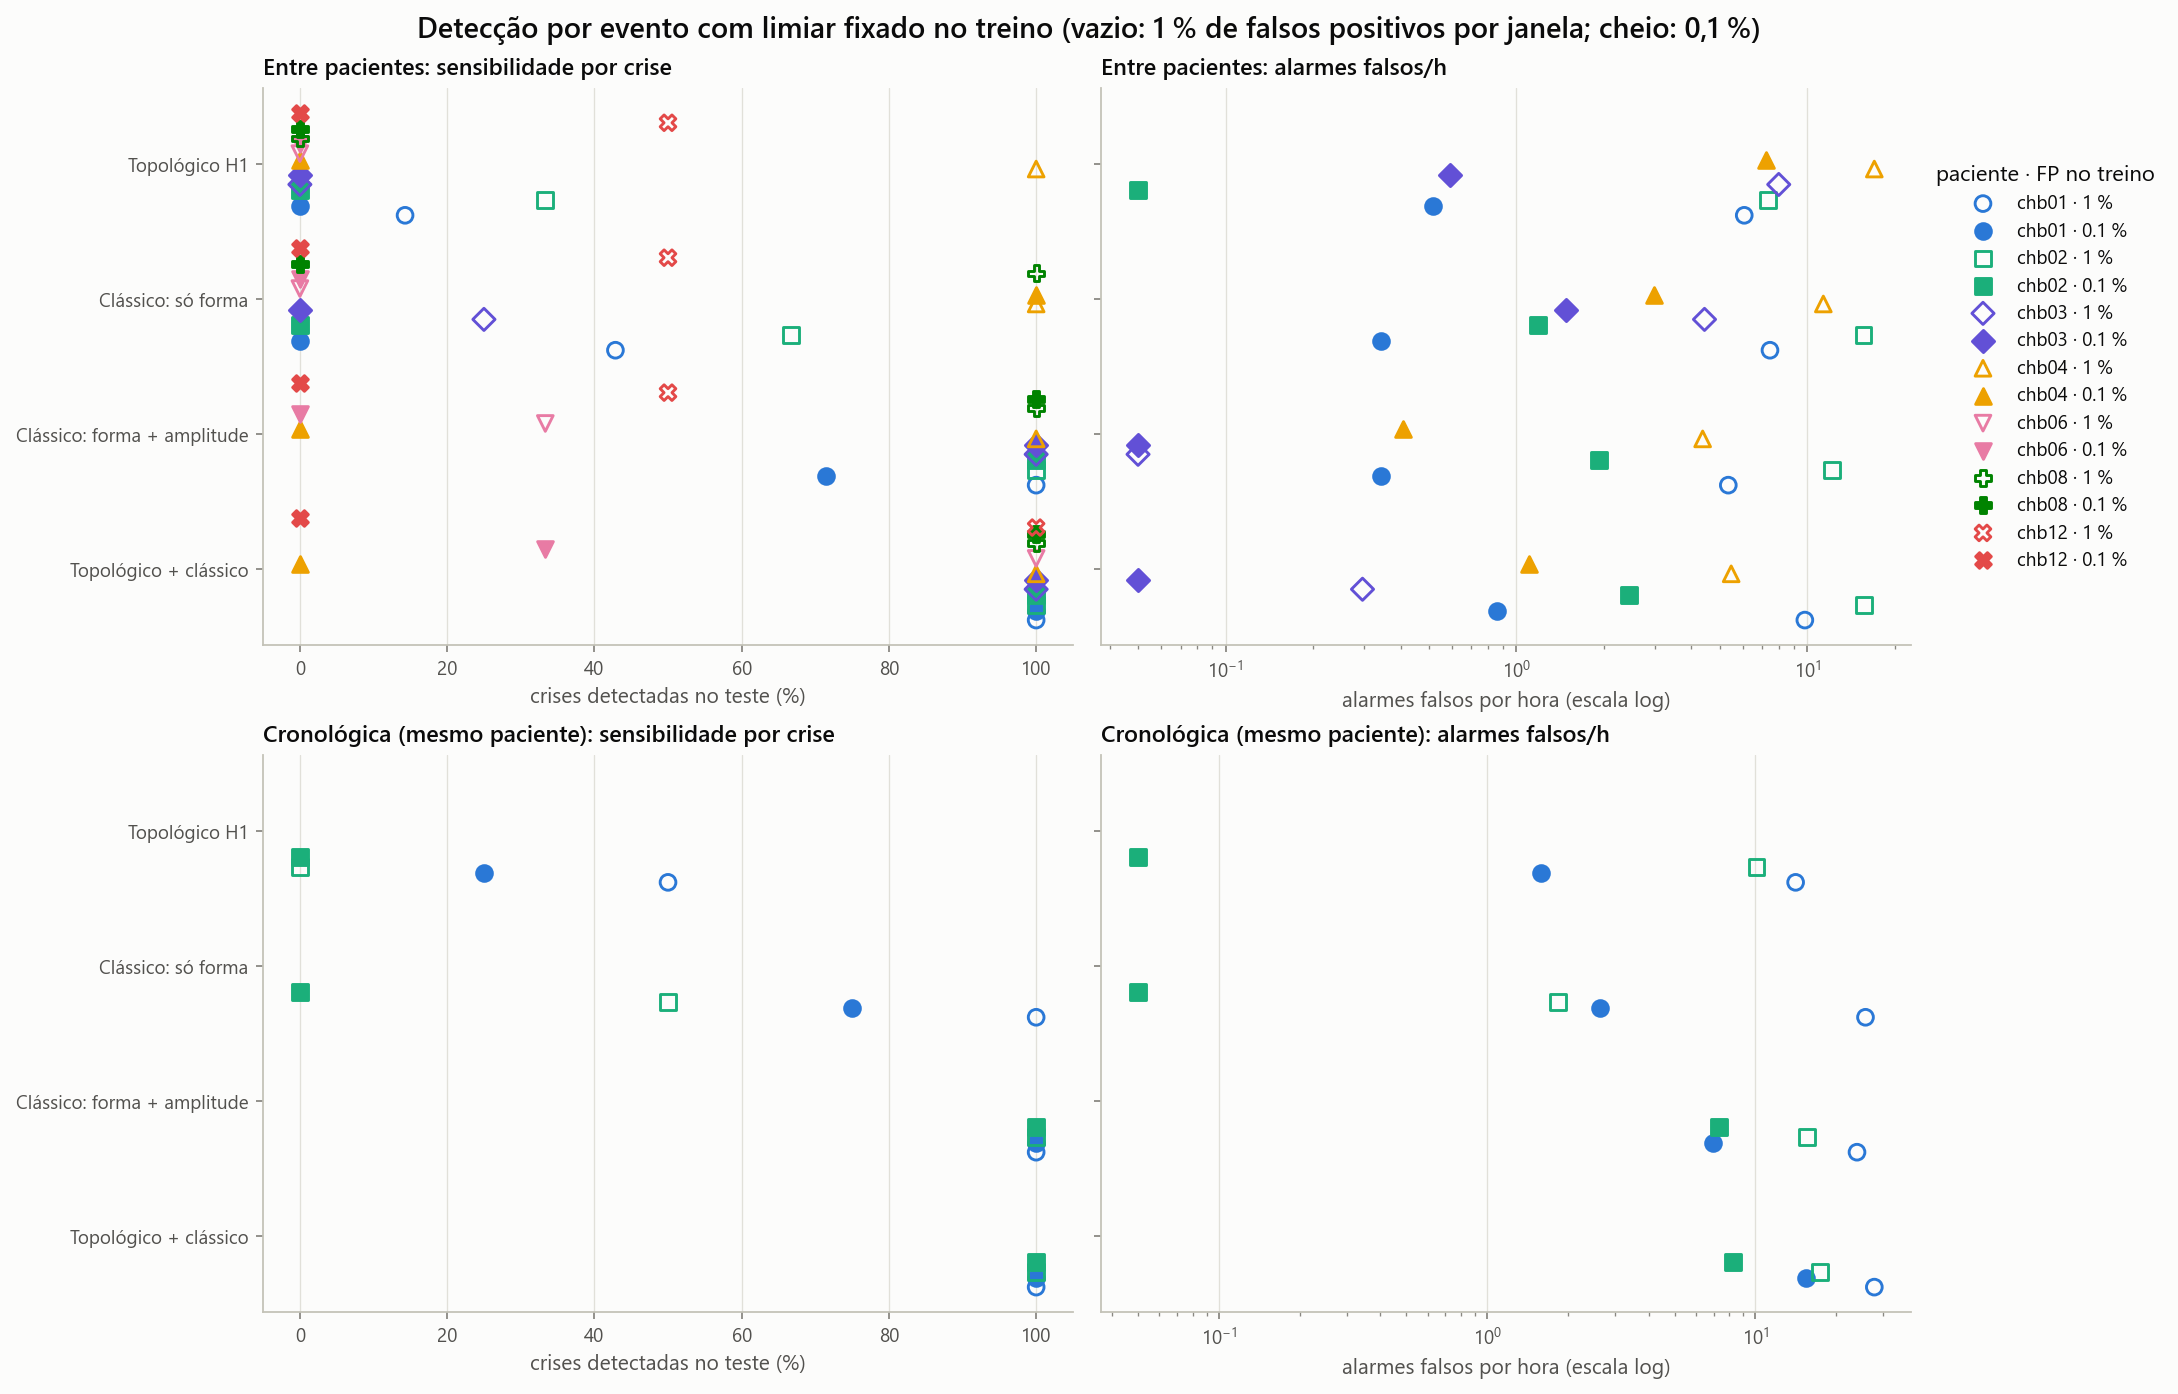 Detecção por evento com limiar fixado no treino (vazio: 1 % de falsos positivos por janela; cheio: 0,1 %)
Entre pacientes: sensibilidade por crise
Topológico H1
Clássico: só forma
Clássico: forma + amplitude
Topológico + clássico
0 20 40 60 80 100
crises detectadas no teste (%)
Entre pacientes: alarmes falsos/h
10⁻¹ 10⁰ 10¹
alarmes falsos por hora (escala log)
paciente · FP no treino
chb01 · 1 %
chb01 · 0.1 %
chb02 · 1 %
chb02 · 0.1 %
chb03 · 1 %
chb03 · 0.1 %
chb04 · 1 %
chb04 · 0.1 %
chb06 · 1 %
chb06 · 0.1 %
chb08 · 1 %
chb08 · 0.1 %
chb12 · 1 %
chb12 · 0.1 %
Cronológica (mesmo paciente): sensibilidade por crise
Topológico H1
Clássico: só forma
Clássico: forma + amplitude
Topológico + clássico
0 20 40 60 80 100
crises detectadas no teste (%)
Cronológica (mesmo paciente): alarmes falsos/h
10⁻¹ 10⁰ 10¹
alarmes falsos por hora (escala log)